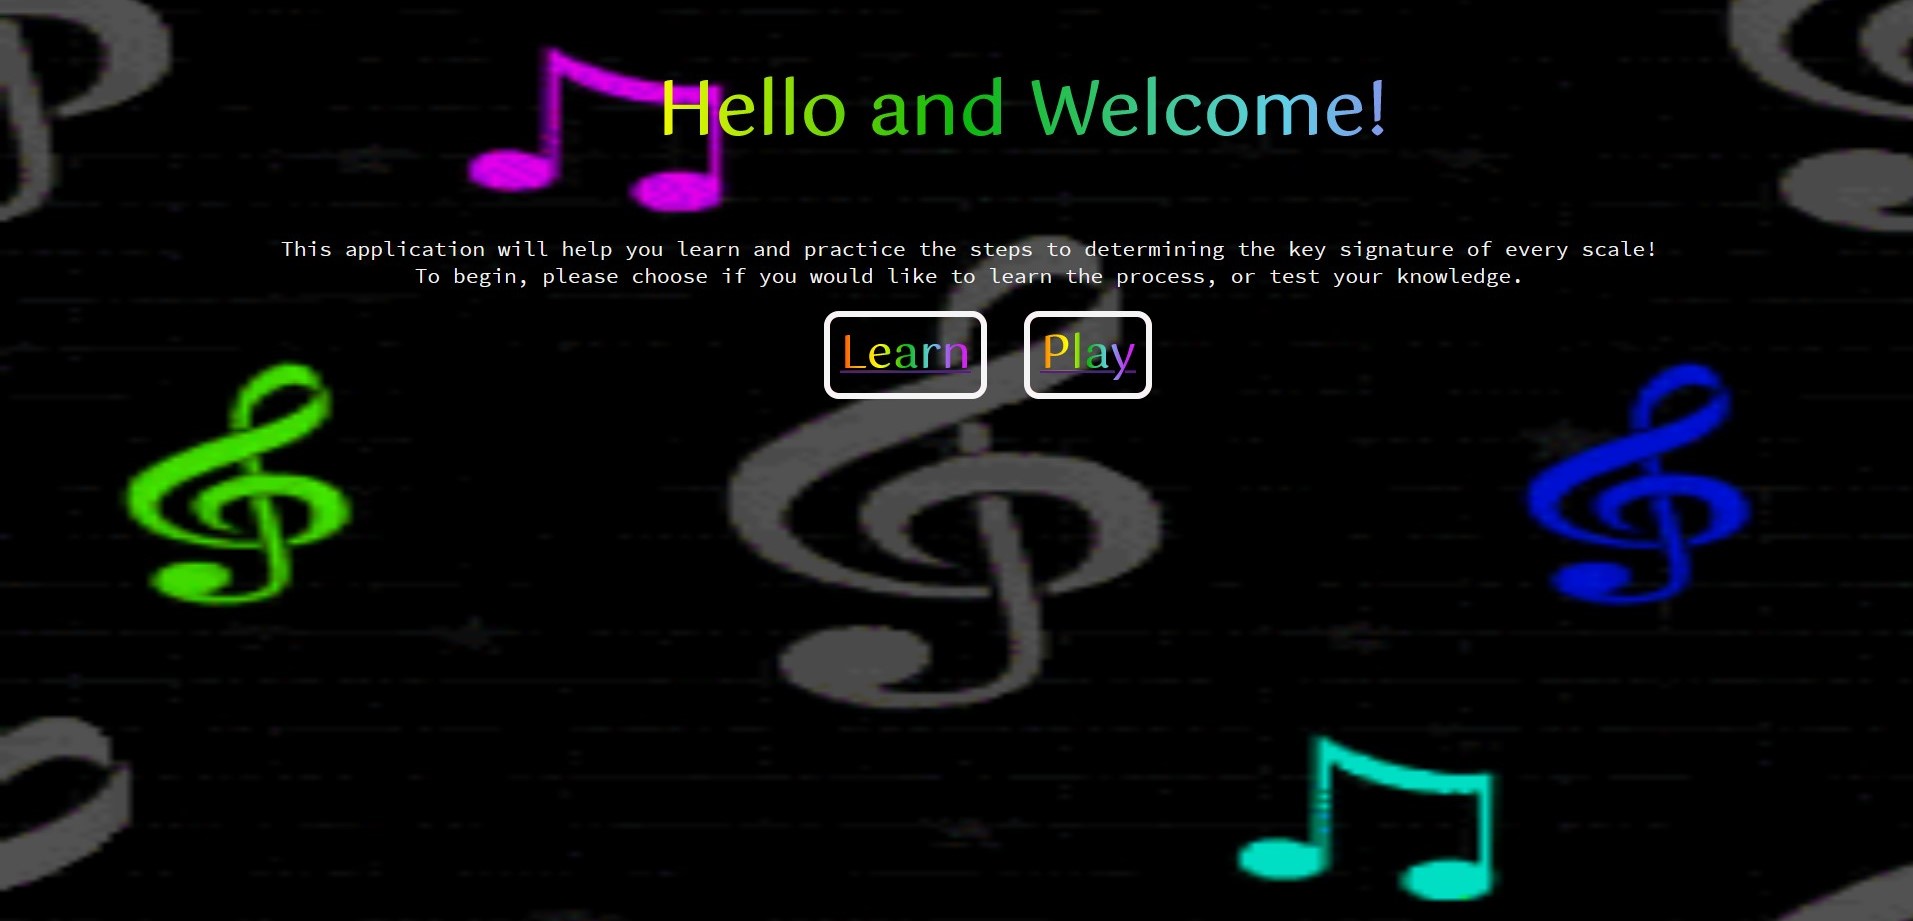 Hello and Welcome!
This application will help you learn and practice the steps to determining the key signature of every scale!
To begin, please choose if you would like to learn the process, or test your knowledge.
Learn Play